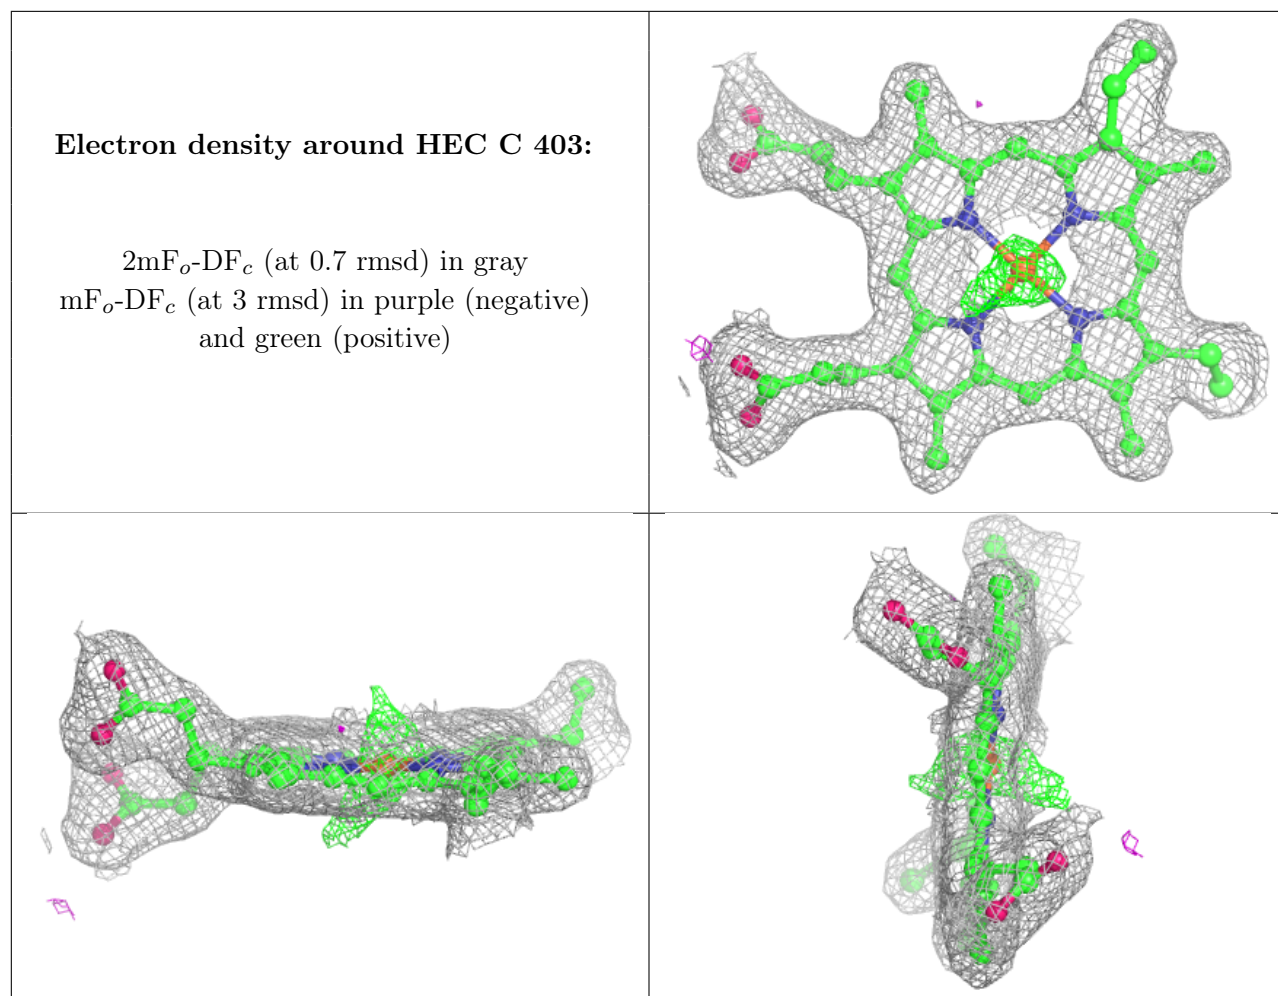 Electron density around HEC C 403:
2mFₒ-DF𝒸 (at 0.7 rmsd) in gray
mFₒ-DF𝒸 (at 3 rmsd) in purple (negative)
and green (positive)